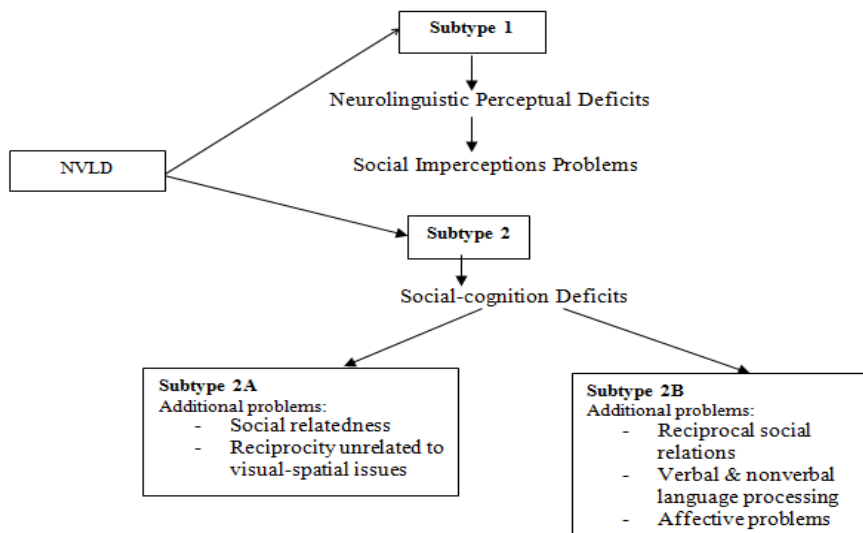 Subtype 1
Neurolinguistic Perceptual Deficits
Social Imperceptions Problems
NVLD
Subtype 2
Social-cognition Deficits
Subtype 2A
Additional problems:
- Social relatedness
- Reciprocity unrelated to
visual-spatial issues
Subtype 2B
Additional problems:
- Reciprocal social
relations
- Verbal & nonverbal
language processing
- Affective problems